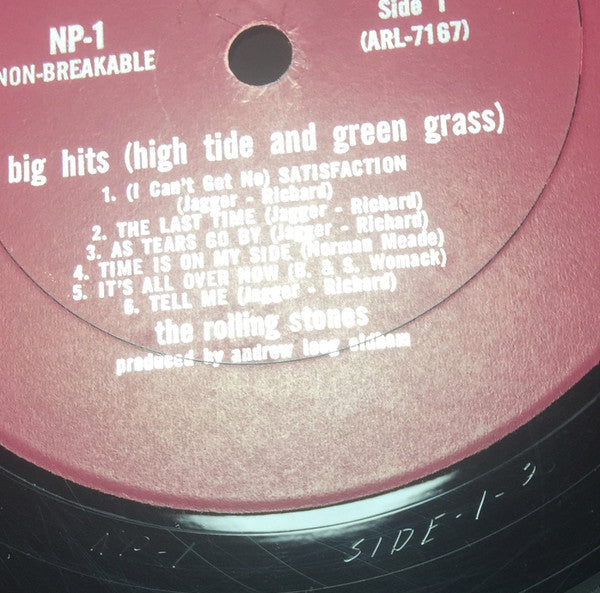 NP-1
NON-BREAKABLE
Side 1
(ARL-7167)
big hits (high tide and green grass)
1. (I Can't Get No) SATISFACTION
(Jagger - Richard)
2. THE LAST TIME (Jagger - Richard)
3. AS TEARS GO BY (Jagger - Richard)
4. TIME IS ON MY SIDE (Norman Meade)
5. IT'S ALL OVER NOW (B. & S. Womack)
6. TELL ME (Jagger - Richard)
the rolling stones
produced by andrew loog oldham
SIDE-1-3